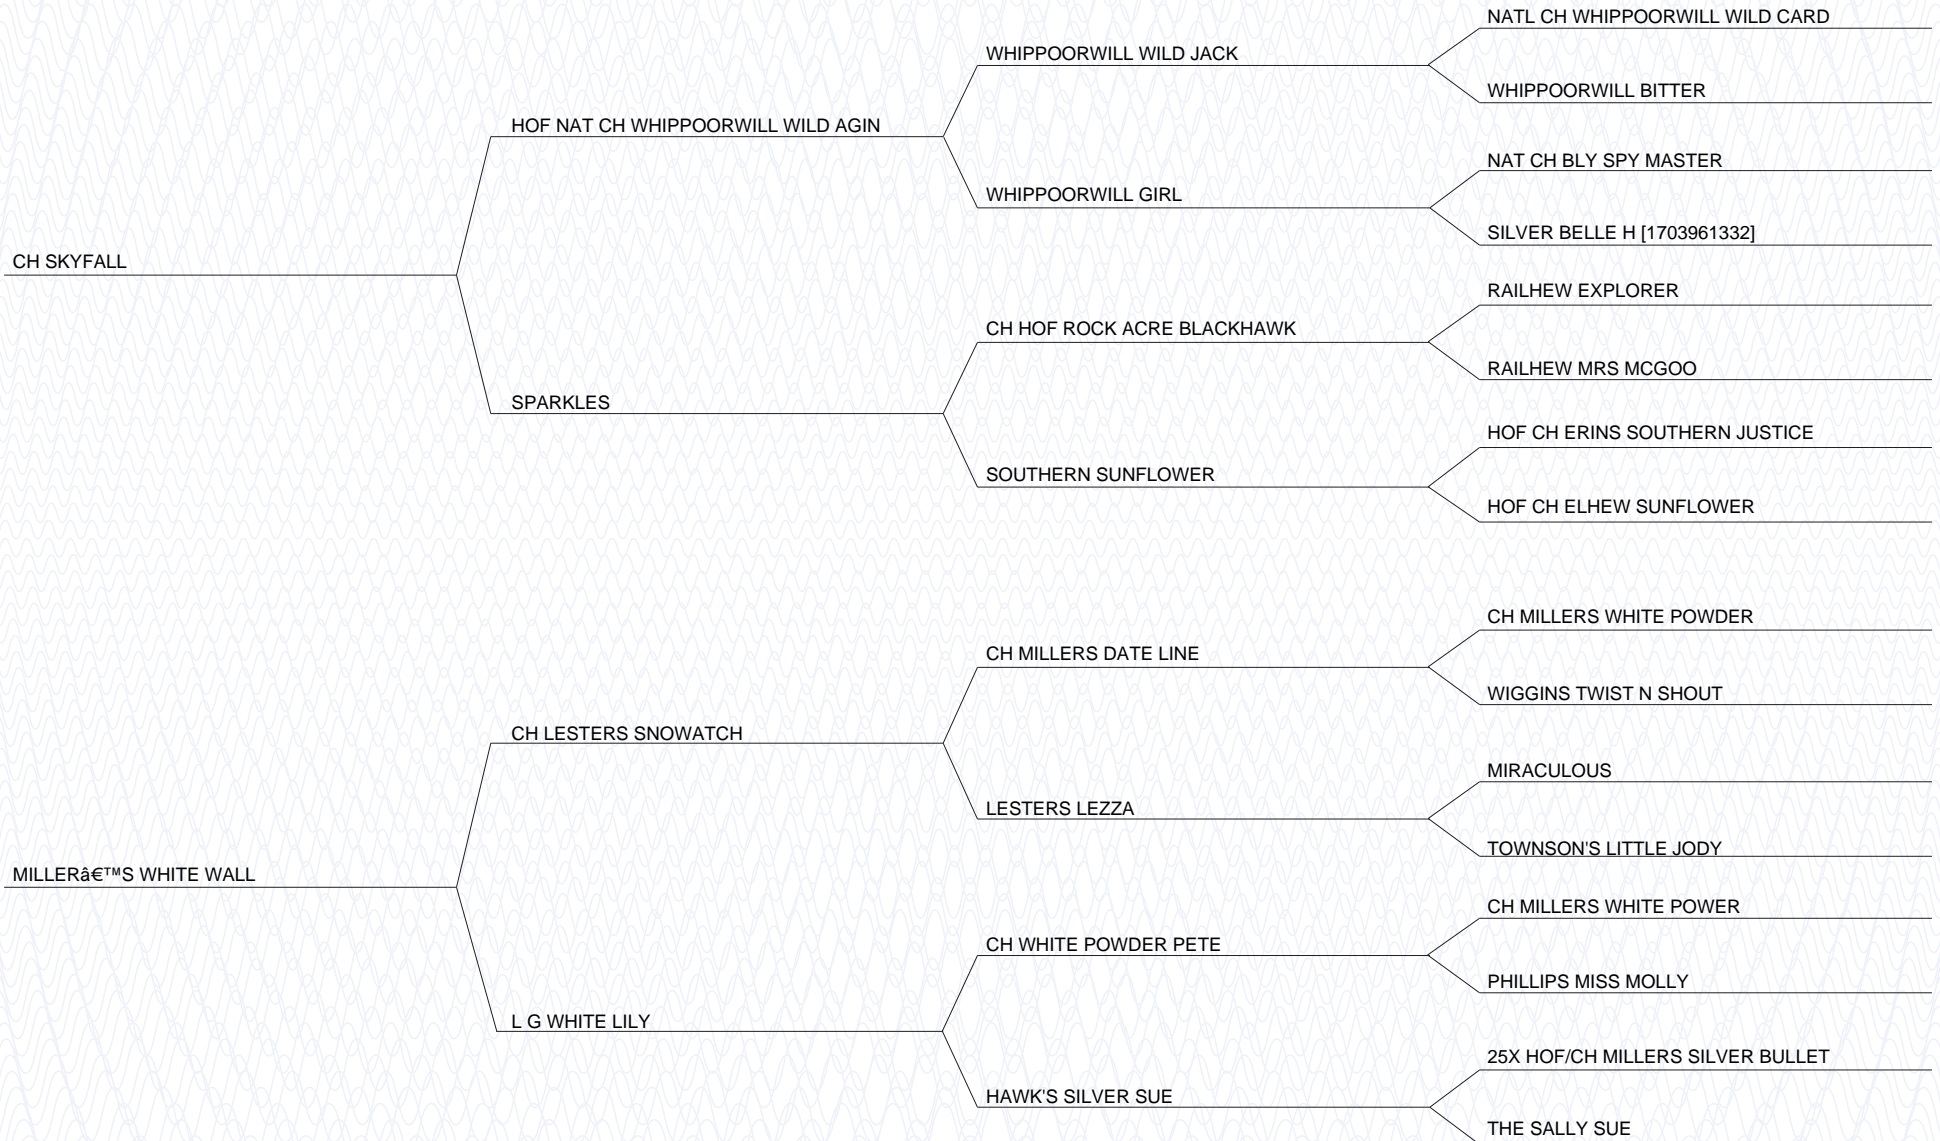 NATL CH WHIPPOORWILL WILD CARD
WHIPPOORWILL WILD JACK
WHIPPOORWILL BITTER
HOF NAT CH WHIPPOORWILL WILD AGIN
NAT CH BLY SPY MASTER
WHIPPOORWILL GIRL
SILVER BELLE H [1703961332]
CH SKYFALL
RAILHEW EXPLORER
CH HOF ROCK ACRE BLACKHAWK
RAILHEW MRS MCGOO
SPARKLES
HOF CH ERINS SOUTHERN JUSTICE
SOUTHERN SUNFLOWER
HOF CH ELHEW SUNFLOWER
CH MILLERS WHITE POWDER
CH MILLERS DATE LINE
WIGGINS TWIST N SHOUT
CH LESTERS SNOWATCH
MIRACULOUS
LESTERS LEZZA
TOWNSON'S LITTLE JODY
MILLERâ€™S WHITE WALL
CH MILLERS WHITE POWER
CH WHITE POWDER PETE
PHILLIPS MISS MOLLY
L G WHITE LILY
25X HOF/CH MILLERS SILVER BULLET
HAWK'S SILVER SUE
THE SALLY SUE